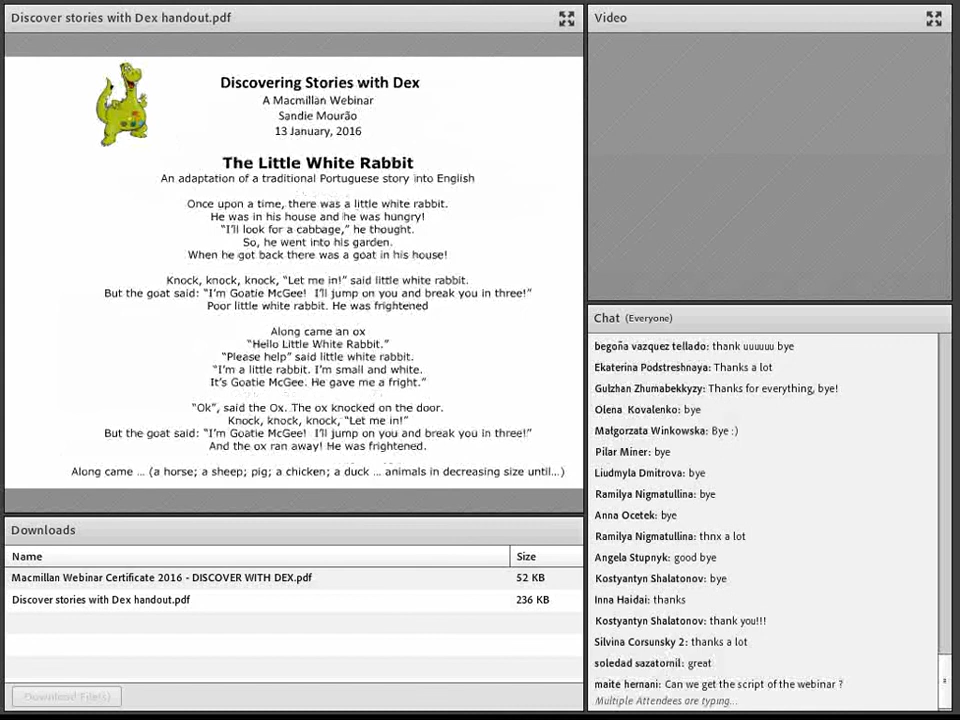 Discover stories with Dex handout.pdf
Discovering Stories with Dex
A Macmillan Webinar
Sandie Mourão
13 January, 2016
The Little White Rabbit
An adaptation of a traditional Portuguese story into English
Once upon a time, there was a little white rabbit.
He was in his house and he was hungry!
"I'll look for a cabbage," he thought.
So, he went into his garden.
When he got back there was a goat in his house!
Knock, knock, knock, "Let me in!" said little white rabbit.
But the goat said: "I'm Goatie McGee!  I'll jump on you and break you in three!"
Poor little white rabbit. He was frightened
Along came an ox
"Hello Little White Rabbit."
"Please help" said little white rabbit.
"I'm a little rabbit. I'm small and white.
It's Goatie McGee. He gave me a fright."
"Ok", said the Ox. The ox knocked on the door.
Knock, knock, knock, "Let me in!"
But the goat said: "I'm Goatie McGee!  I'll jump on you and break you in three!"
And the ox ran away! He was frightened.
Along came ... (a horse; a sheep; pig; a chicken; a duck ... animals in decreasing size until...)
Downloads
Name Size
Macmillan Webinar Certificate 2016 - DISCOVER WITH DEX.pdf 52 KB
Discover stories with Dex handout.pdf 236 KB
Download File(s)
Video
Chat (Everyone)
begoña vazquez tellado: thank uuuuuu bye
Ekaterina Podstreshnaya: Thanks a lot
Gulzhan Zhumabekkyzy: Thanks for everything, bye!
Olena Kovalenko: bye
Małgorzata Winkowska: Bye :)
Pilar Miner: bye
Liudmyla Dmitrova: bye
Ramilya Nigmatullina: bye
Anna Ocetek: bye
Ramilya Nigmatullina: thnx a lot
Angela Stupnyk: good bye
Kostyantyn Shalatonov: bye
Inna Haidai: thanks
Kostyantyn Shalatonov: thank you!!!
Silvina Corsunsky 2: thanks a lot
soledad sazatornil: great
maite hernani: Can we get the script of the webinar ?
Multiple Attendees are typing...